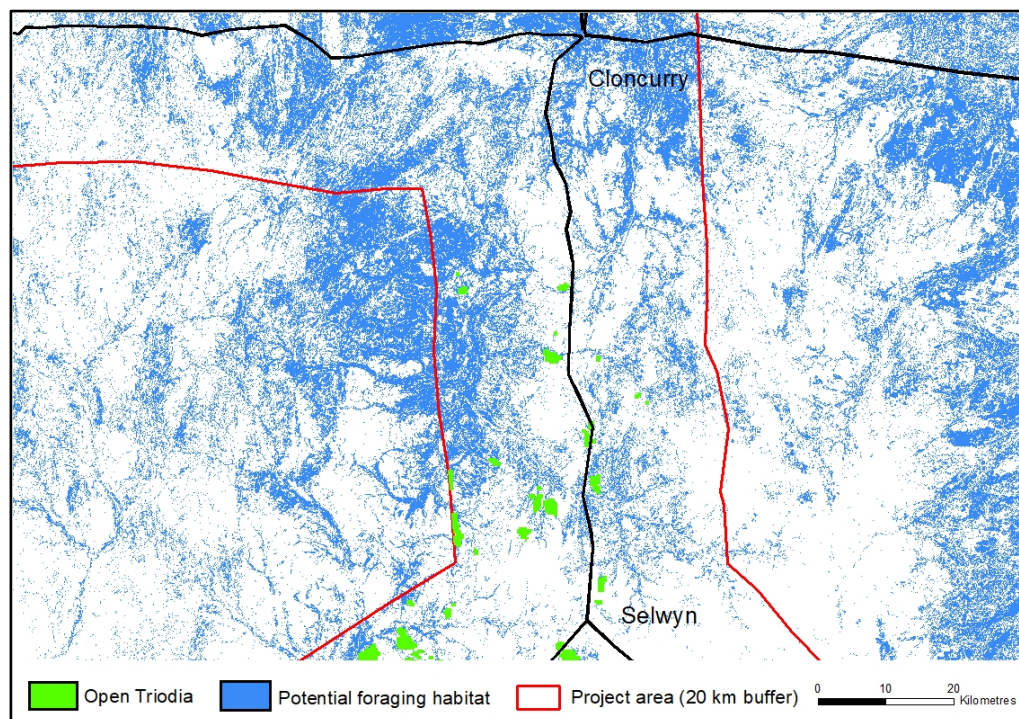 Cloncurry
Selwyn
Open Triodia
Potential foraging habitat
Project area (20 km buffer)
0 10 20
Kilometres